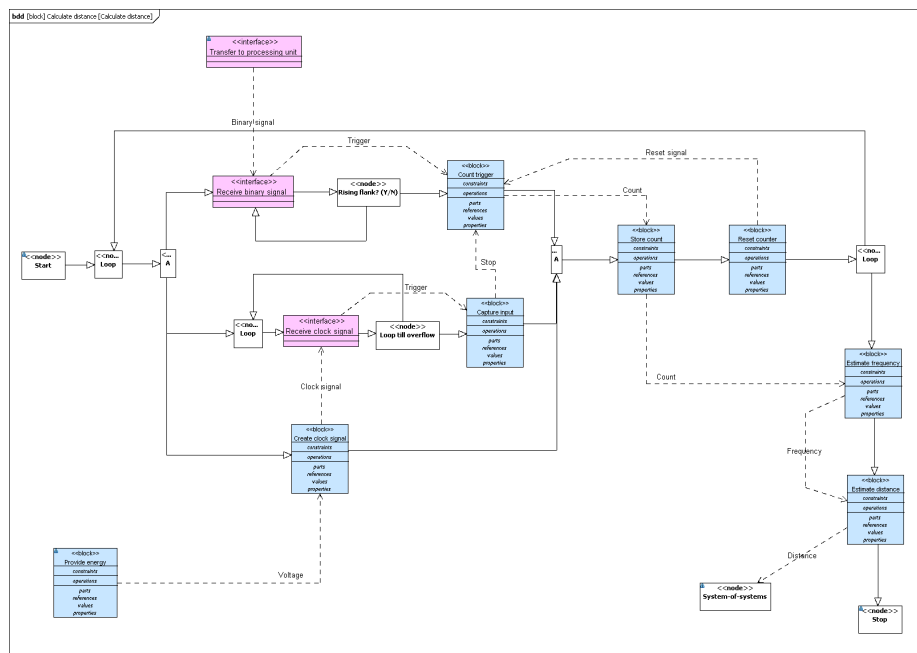 bdd [block] Calculate distance [Calculate distance]
<<interface>>
Transfer to processing unit
Binary signal
Trigger
Reset signal
<<interface>>
Receive binary signal
<<node>>
Rising flank? (Y/N)
<<block>>
Count trigger
constraints
operations
parts
references
values
properties
Count
<<node>>
Start
<<no...
Loop
<...
A
...
A
<<block>>
Store count
constraints
operations
parts
references
values
properties
<<block>>
Reset counter
constraints
operations
parts
references
values
properties
<<no...
Loop
Stop
Trigger
<<no...
Loop
<<interface>>
Receive clock signal
<<node>>
Loop till overflow
<<block>>
Capture input
constraints
operations
parts
references
values
properties
Clock signal
Count
<<block>>
Estimate frequency
constraints
operations
parts
references
values
properties
<<block>>
Create clock signal
constraints
operations
parts
references
values
properties
Frequency
<<block>>
Estimate distance
constraints
operations
parts
references
values
properties
<<block>>
Provide energy
constraints
operations
parts
references
values
properties
Voltage
Distance
<<node>>
System-of-systems
<<node>>
Stop